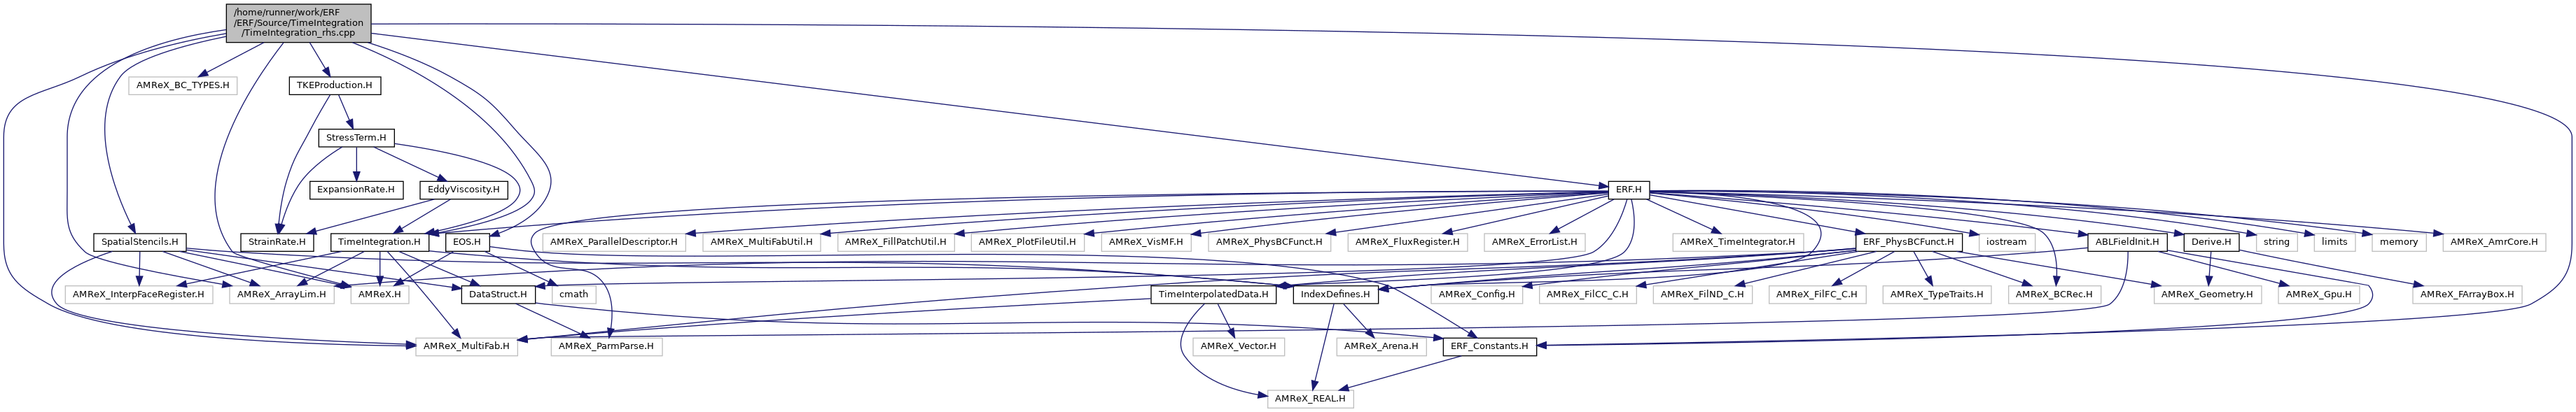 /home/runner/work/ERF
/ERF/Source/TimeIntegration
/TimeIntegration_rhs.cpp
AMReX_BC_TYPES.H
TKEProduction.H
StressTerm.H
ExpansionRate.H
EddyViscosity.H
ERF.H
SpatialStencils.H
StrainRate.H
TimeIntegration.H
EOS.H
AMReX_ParallelDescriptor.H
AMReX_MultiFabUtil.H
AMReX_FillPatchUtil.H
AMReX_PlotFileUtil.H
AMReX_VisMF.H
AMReX_PhysBCFunct.H
AMReX_FluxRegister.H
AMReX_ErrorList.H
AMReX_TimeIntegrator.H
ERF_PhysBCFunct.H
iostream
ABLFieldInit.H
Derive.H
string
limits
memory
AMReX_AmrCore.H
AMReX_InterpFaceRegister.H
AMReX_ArrayLim.H
AMReX.H
DataStruct.H
cmath
TimeInterpolatedData.H
IndexDefines.H
AMReX_Config.H
AMReX_FilCC_C.H
AMReX_FilND_C.H
AMReX_FilFC_C.H
AMReX_TypeTraits.H
AMReX_BCRec.H
AMReX_Geometry.H
AMReX_Gpu.H
AMReX_FArrayBox.H
AMReX_MultiFab.H
AMReX_ParmParse.H
AMReX_Vector.H
AMReX_Arena.H
ERF_Constants.H
AMReX_REAL.H